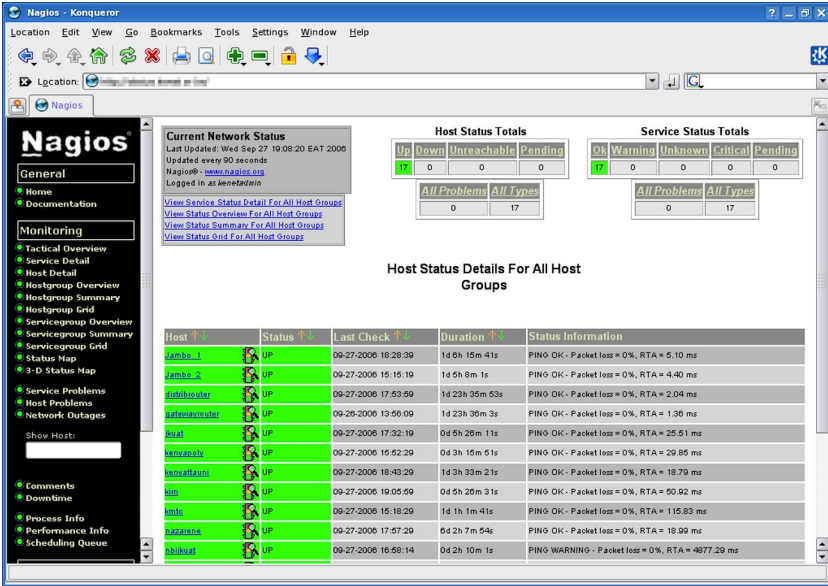 Nagios - Konqueror
Location Edit View Go Bookmarks Tools Settings Window Help
Location:
Nagios
Nagios®
General
Home
Documentation
Monitoring
Tactical Overview
Service Detail
Host Detail
Hostgroup Overview
Hostgroup Summary
Hostgroup Grid
Servicegroup Overview
Servicegroup Summary
Servicegroup Grid
Status Map
3-D Status Map
Service Problems
Host Problems
Network Outages
Show Host:
Comments
Downtime
Process Info
Performance Info
Scheduling Queue
Current Network Status
Last Updated: Wed Sep 27 19:08:20 EAT 2006
Updated every 90 seconds
Nagios® - www.nagios.org
Logged in as kenetadmin
View Service Status Detail For All Host Groups
View Status Overview For All Host Groups
View Status Summary For All Host Groups
View Status Grid For All Host Groups
Host Status Totals
Up Down Unreachable Pending
17 0 0 0
All Problems All Types
0 17
Service Status Totals
Ok Warning Unknown Critical Pending
17 0 0 0 0
All Problems All Types
0 17
Host Status Details For All Host
Groups
Host Status Last Check Duration Status Information
Jambo_1 UP 09-27-2006 18:28:39 1d 6h 15m 41s PING OK - Packet loss = 0%, RTA = 5.10 ms
Jambo_2 UP 09-27-2006 15:15:19 1d 5h 8m 1s PING OK - Packet loss = 0%, RTA = 4.40 ms
distribrouter UP 09-27-2006 17:53:59 1d 23h 35m 53s PING OK - Packet loss = 0%, RTA = 2.04 ms
gatewayrouter UP 09-26-2006 13:56:09 1d 23h 36m 3s PING OK - Packet loss = 0%, RTA = 1.36 ms
jkuat UP 09-27-2006 17:32:19 0d 5h 26m 11s PING OK - Packet loss = 0%, RTA = 25.51 ms
kenyapoly UP 09-27-2006 15:52:29 0d 3h 15m 51s PING OK - Packet loss = 0%, RTA = 29.85 ms
kenyattauni UP 09-27-2006 18:43:29 1d 3h 33m 21s PING OK - Packet loss = 0%, RTA = 18.79 ms
kim UP 09-27-2006 19:05:59 0d 5h 26m 31s PING OK - Packet loss = 0%, RTA = 50.92 ms
kmtc UP 09-27-2006 15:18:29 1d 1h 1m 41s PING OK - Packet loss = 0%, RTA = 115.83 ms
nazarene UP 09-27-2006 17:57:29 6d 2h 7m 54s PING OK - Packet loss = 0%, RTA = 18.99 ms
nbijkuat UP 09-27-2006 16:58:14 0d 2h 10m 1s PING WARNING - Packet loss = 0%, RTA = 4877.29 ms